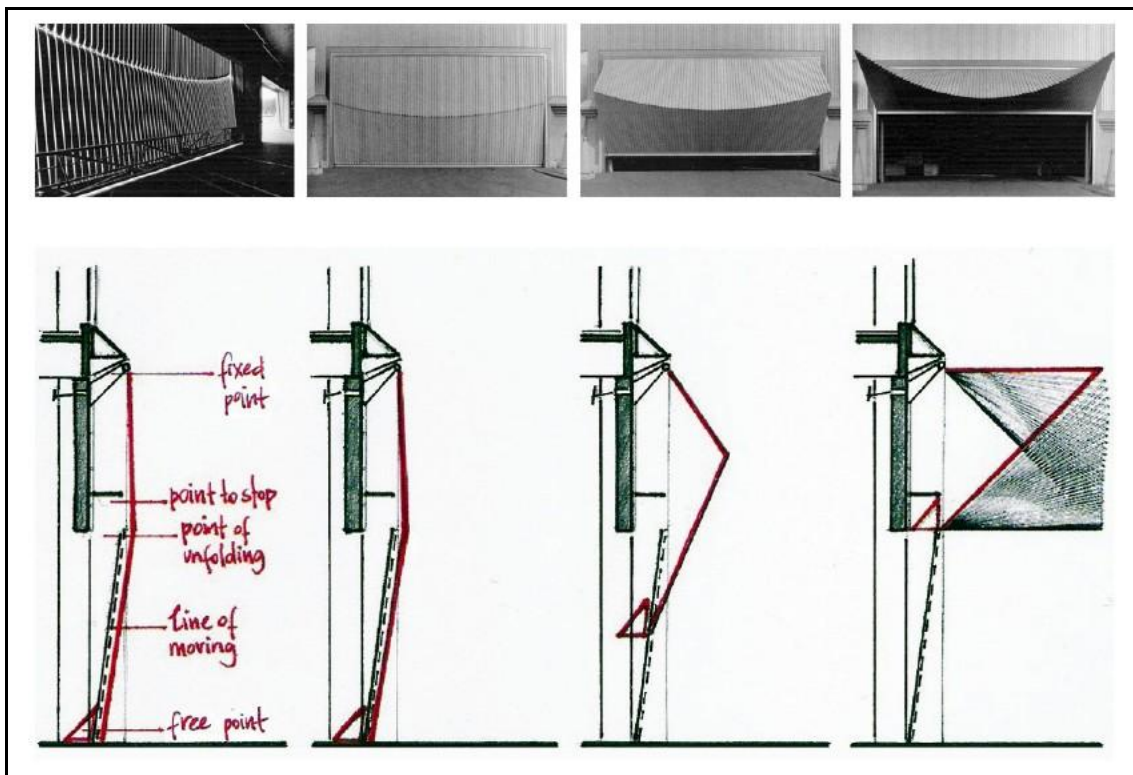 fixed
point
point to stop
point of
unfolding
line of
moving
free point